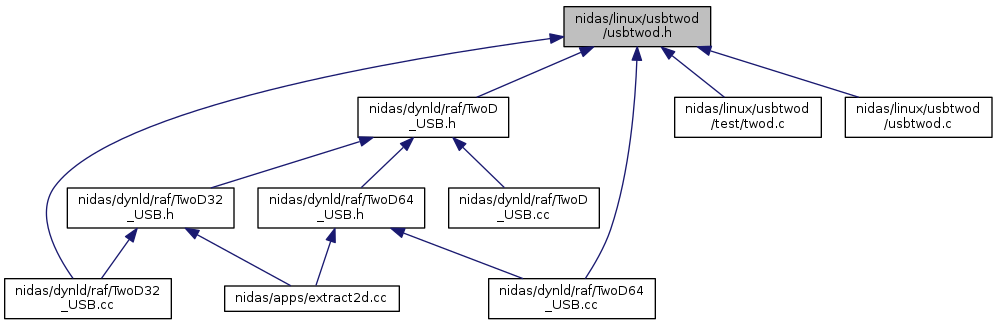 nidas/linux/usbtwod
/usbtwod.h
nidas/dynld/raf/TwoD
_USB.h
nidas/linux/usbtwod
/test/twod.c
nidas/linux/usbtwod
/usbtwod.c
nidas/dynld/raf/TwoD32
_USB.h
nidas/dynld/raf/TwoD64
_USB.h
nidas/dynld/raf/TwoD
_USB.cc
nidas/dynld/raf/TwoD32
_USB.cc
nidas/apps/extract2d.cc
nidas/dynld/raf/TwoD64
_USB.cc